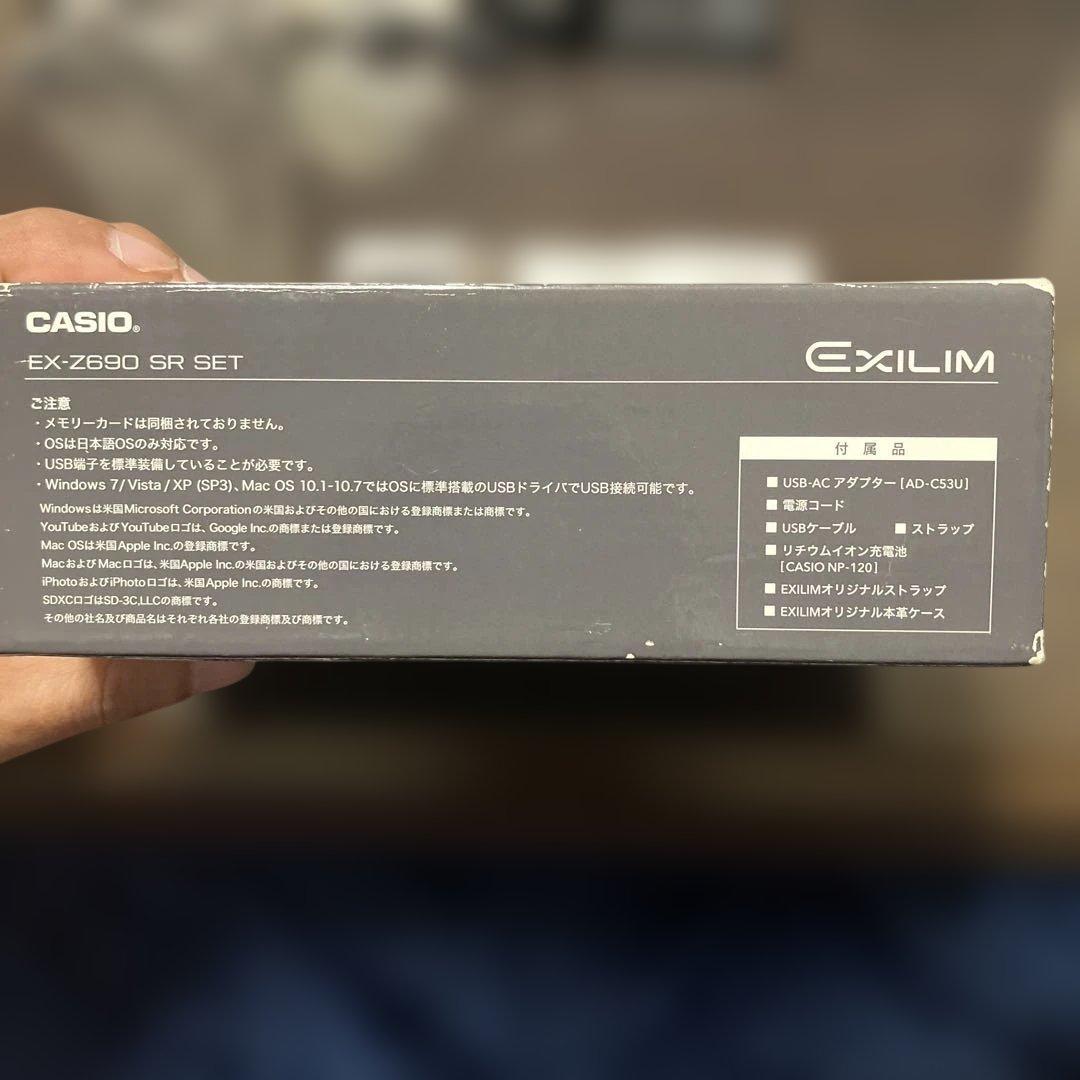 CASIO®
EX-Z690 SR SET
EXILIM
ご注意
・メモリーカードは同梱されておりません。
・OSは日本語OSのみ対応です。
・USB端子を標準装備していることが必要です。
・Windows 7/Vista/XP (SP3)、Mac OS 10.1-10.7ではOSに標準搭載のUSBドライバでUSB接続可能です。
Windowsは米国Microsoft Corporationの米国およびその他の国における登録商標または商標です。
YouTubeおよびYouTubeロゴは、Google Inc.の商標または登録商標です。
Mac OSは米国Apple Inc.の登録商標です。
MacおよびMacロゴは、米国Apple Inc.の米国およびその他の国における登録商標です。
iPhotoおよびiPhotoロゴは、米国Apple Inc.の商標です。
SDXCロゴはSD-3C,LLCの商標です。
その他の社名及び商品名はそれぞれ各社の登録商標及び商標です。
付属品
■ USB-AC アダプター [AD-C53U]
■ 電源コード
■ USBケーブル ■ ストラップ
■ リチウムイオン充電池
[CASIO NP-120]
■ EXILIMオリジナルストラップ
■ EXILIMオリジナル本革ケース